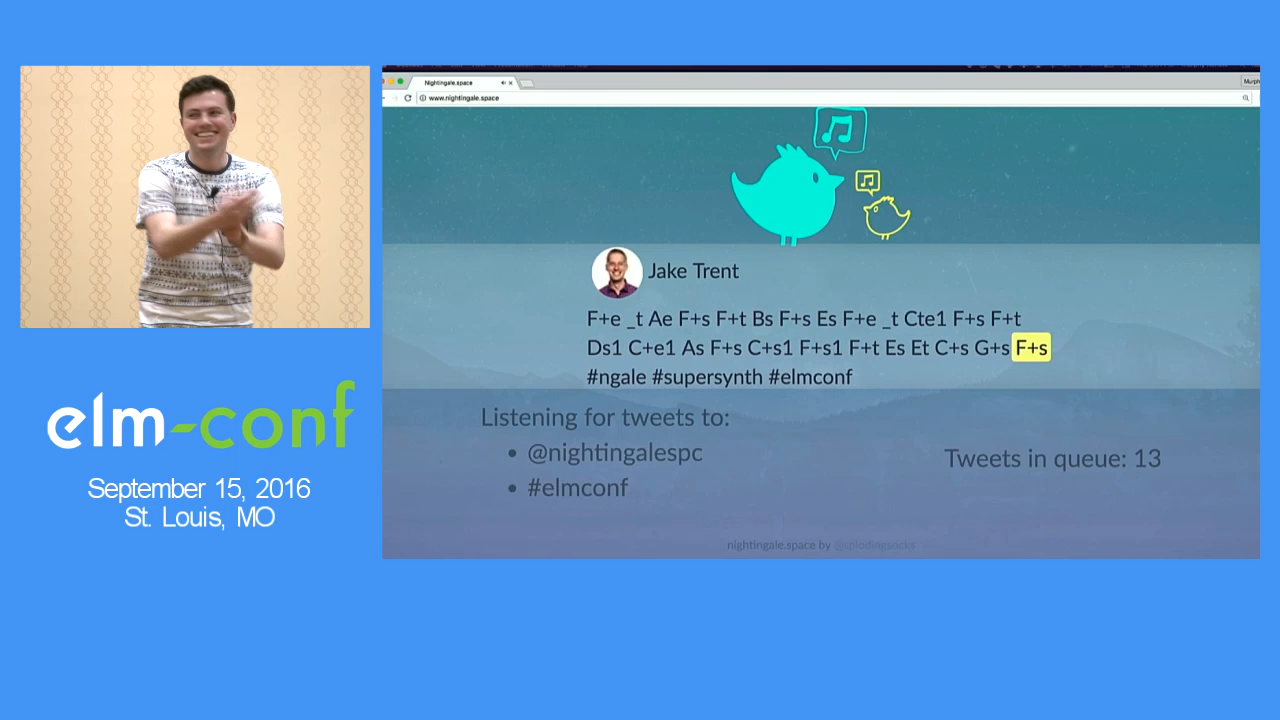 Nightingale.space
www.nightingale.space
Jake Trent
F+e _t Ae F+s F+t Bs F+s Es F+e _t Cte1 F+s F+t
Ds1 C+e1 As F+s C+s1 F+s1 F+t Es Et C+s G+s F+s
#ngale #supersynth #elmconf
Listening for tweets to:
• @nightingalespc
• #elmconf
Tweets in queue: 13
nightingale.space by @splodingsocks
elm-conf
September 15, 2016
St. Louis, MO